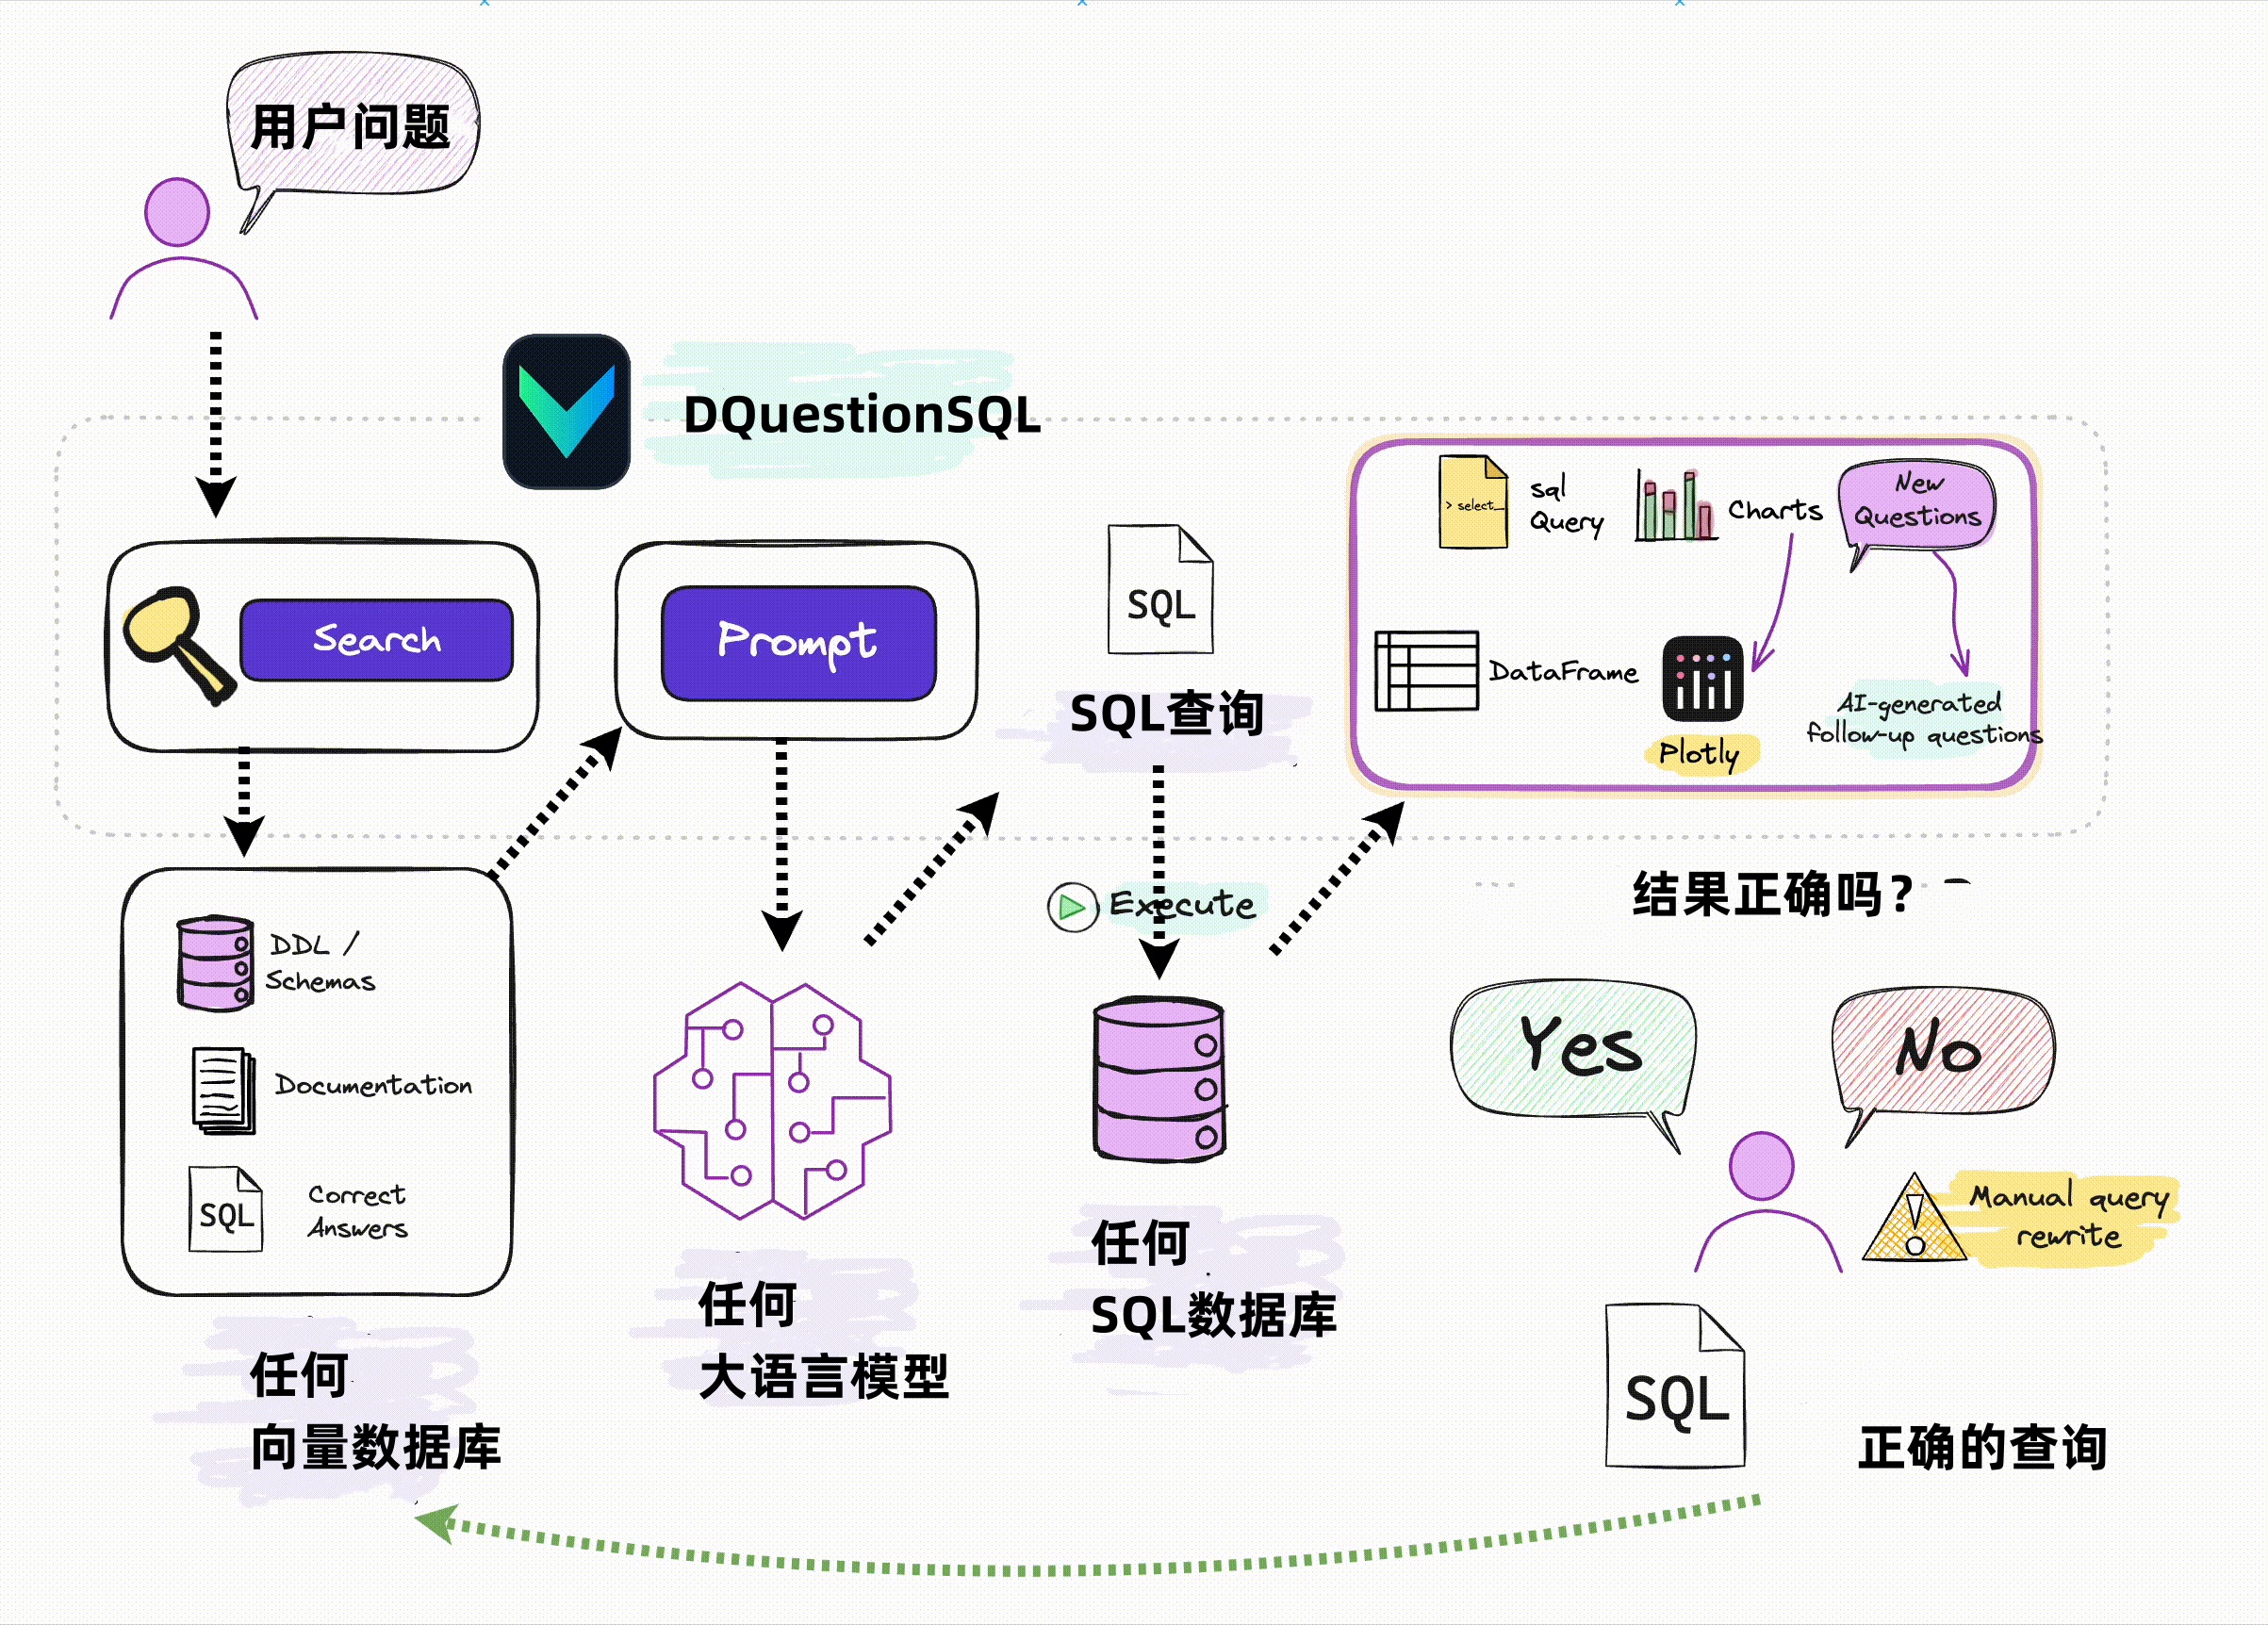 用户问题
DQuestionSQL
Search
Prompt
SQL
SQL查询
> select_
sql
Query
Charts
New
Questions
DataFrame
Plotly
AI-generated
follow-up questions
Execute
DDL /
Schemas
Documentation
SQL
Correct
Answers
任何
向量数据库
任何
大语言模型
任何
SQL数据库
结果正确吗？
Yes
No
Manual query
rewrite
SQL
正确的查询